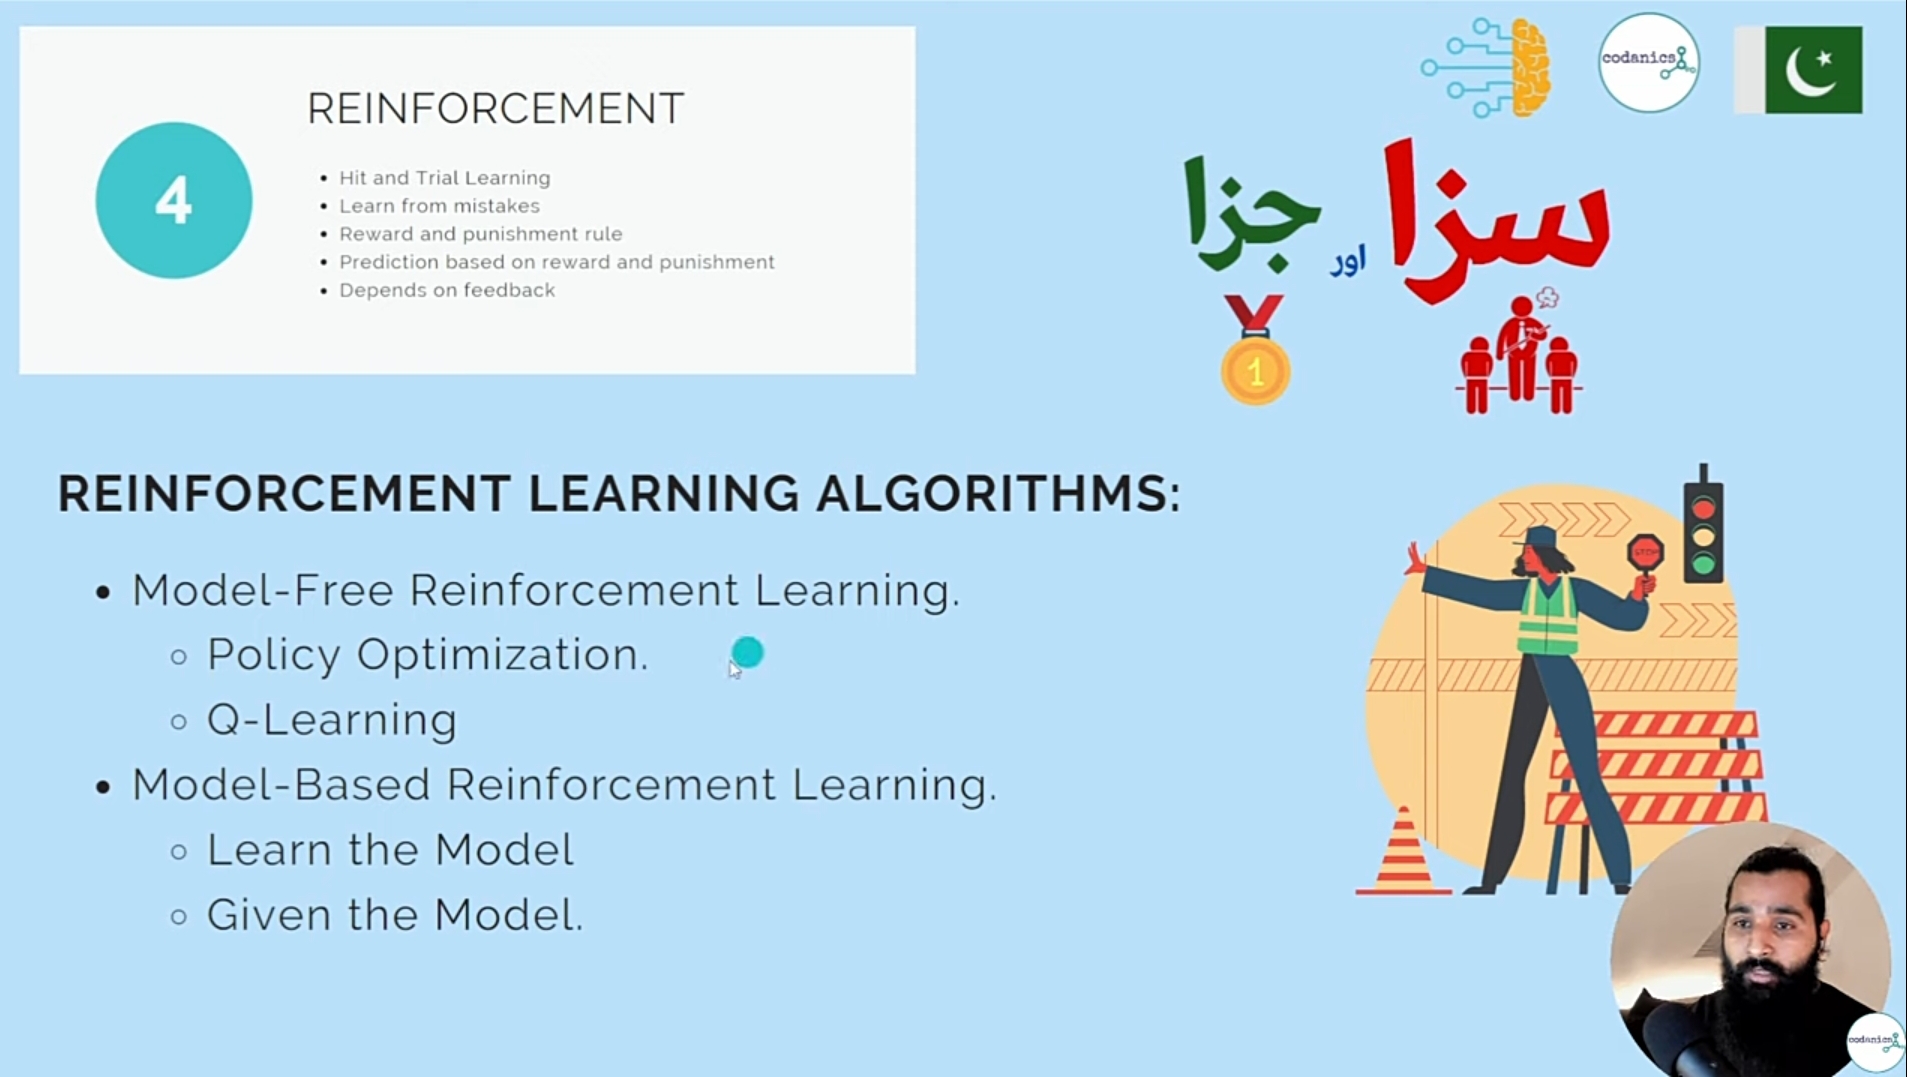 REINFORCEMENT
4
Hit and Trial Learning
Learn from mistakes
Reward and punishment rule
Prediction based on reward and punishment
Depends on feedback
codanics
سزا اور جزا
1
REINFORCEMENT LEARNING ALGORITHMS:
Model-Free Reinforcement Learning.
Policy Optimization.
Q-Learning
Model-Based Reinforcement Learning.
Learn the Model
Given the Model.
STOP
codanics